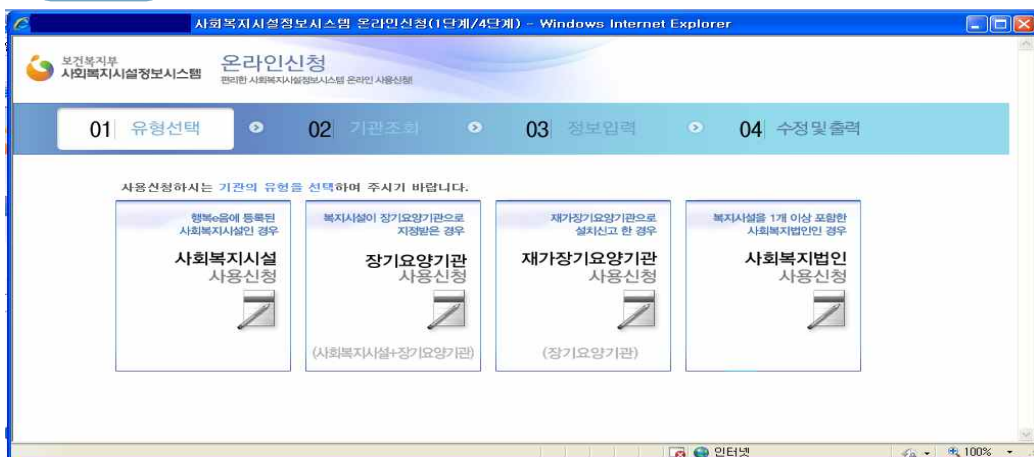 사회복지시설정보시스템 온라인신청(1단계/4단계) - Windows Internet Explorer
보건복지부
사회복지시설정보시스템
온라인신청
편리한 사회복지시설정보시스템 온라인 사용신청!
01 유형선택
02 기관조회
03 정보입력
04 수정및출력
사용신청하시는 기관의 유형을 선택하여 주시기 바랍니다.
행복e음에 등록된
사회복지시설인 경우
사회복지시설
사용신청
복지시설이 장기요양기관으로
지정받은 경우
장기요양기관
사용신청
(사회복지시설+장기요양기관)
재가장기요양기관으로
설치신고 한 경우
재가장기요양기관
사용신청
(장기요양기관)
복지시설을 1개 이상 포함한
사회복지법인인 경우
사회복지법인
사용신청
인터넷
100%